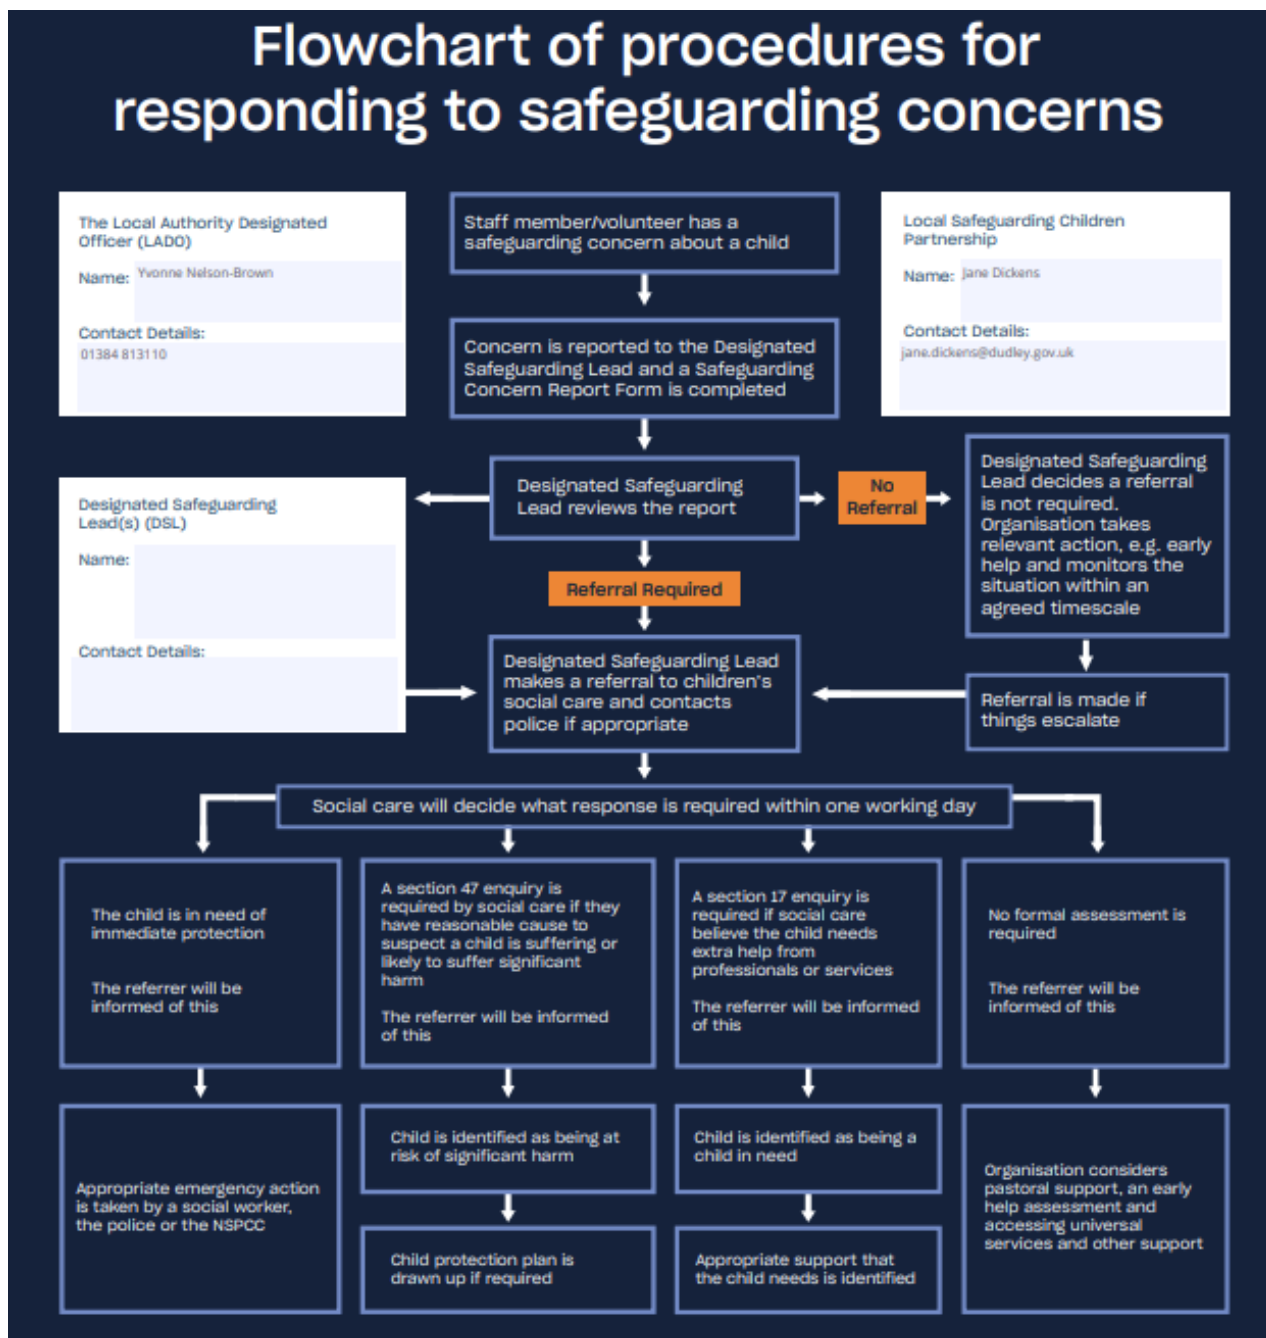 Flowchart of procedures for
responding to safeguarding concerns
The Local Authority Designated
Officer (LADO)
Name: Yvonne Nelson-Brown
Contact Details:
01384 813110
Staff member/volunteer has a
safeguarding concern about a child
Local Safeguarding Children
Partnership
Name: Jane Dickens
Contact Details:
jane.dickens@dudley.gov.uk
Concern is reported to the Designated
Safeguarding Lead and a Safeguarding
Concern Report Form is completed
Designated Safeguarding
Lead reviews the report
No
Referral
Designated Safeguarding
Lead decides a referral
is not required.
Organisation takes
relevant action, e.g. early
help and monitors the
situation within an
agreed timescale
Designated Safeguarding
Lead(s) (DSL)
Name:
Contact Details:
Referral Required
Designated Safeguarding Lead
makes a referral to children's
social care and contacts
police if appropriate
Referral is made if
things escalate
Social care will decide what response is required within one working day
The child is in need of
immediate protection
The referrer will be
informed of this
A section 47 enquiry is
required by social care if they
have reasonable cause to
suspect a child is suffering or
likely to suffer significant
harm
The referrer will be informed
of this
A section 17 enquiry is
required if social care
believe the child needs
extra help from
professionals or services
The referrer will be informed
of this
No formal assessment is
required
The referrer will be
informed of this
Appropriate emergency action
is taken by a social worker,
the police or the NSPCC
Child is identified as being at
risk of significant harm
Child protection plan is
drawn up if required
Child is identified as being a
child in need
Appropriate support that
the child needs is identified
Organisation considers
pastoral support, an early
help assessment and
accessing universal
services and other support